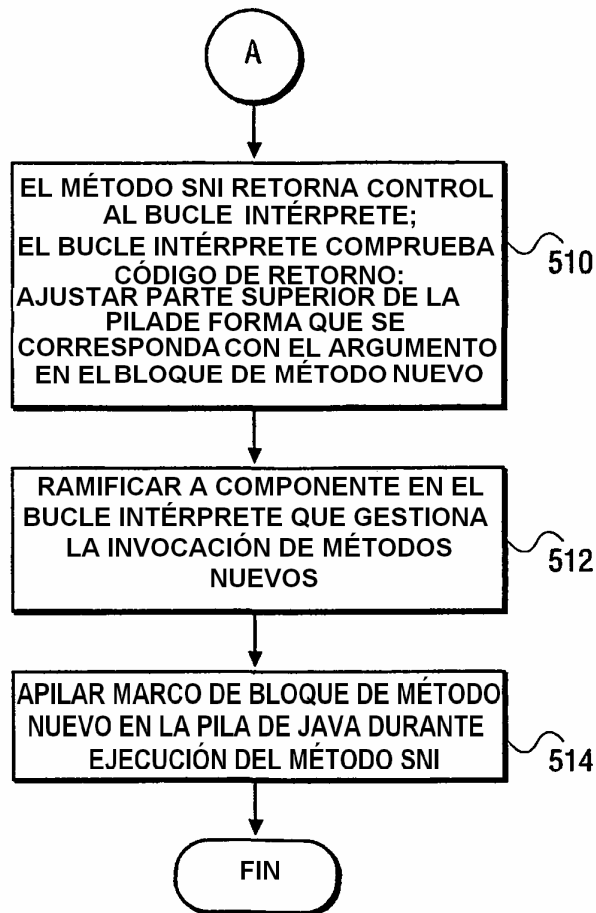 A
EL MÉTODO SNI RETORNA CONTROL
AL BUCLE INTÉRPRETE;
EL BUCLE INTÉRPRETE COMPRUEBA
CÓDIGO DE RETORNO:
AJUSTAR PARTE SUPERIOR DE LA
PILADE FORMA QUE SE
CORRESPONDA CON EL ARGUMENTO
EN EL BLOQUE DE MÉTODO NUEVO
510
RAMIFICAR A COMPONENTE EN EL
BUCLE INTÉRPRETE QUE GESTIONA
LA INVOCACIÓN DE MÉTODOS
NUEVOS
512
APILAR MARCO DE BLOQUE DE MÉTODO
NUEVO EN LA PILA DE JAVA DURANTE
EJECUCIÓN DEL MÉTODO SNI
514
FIN